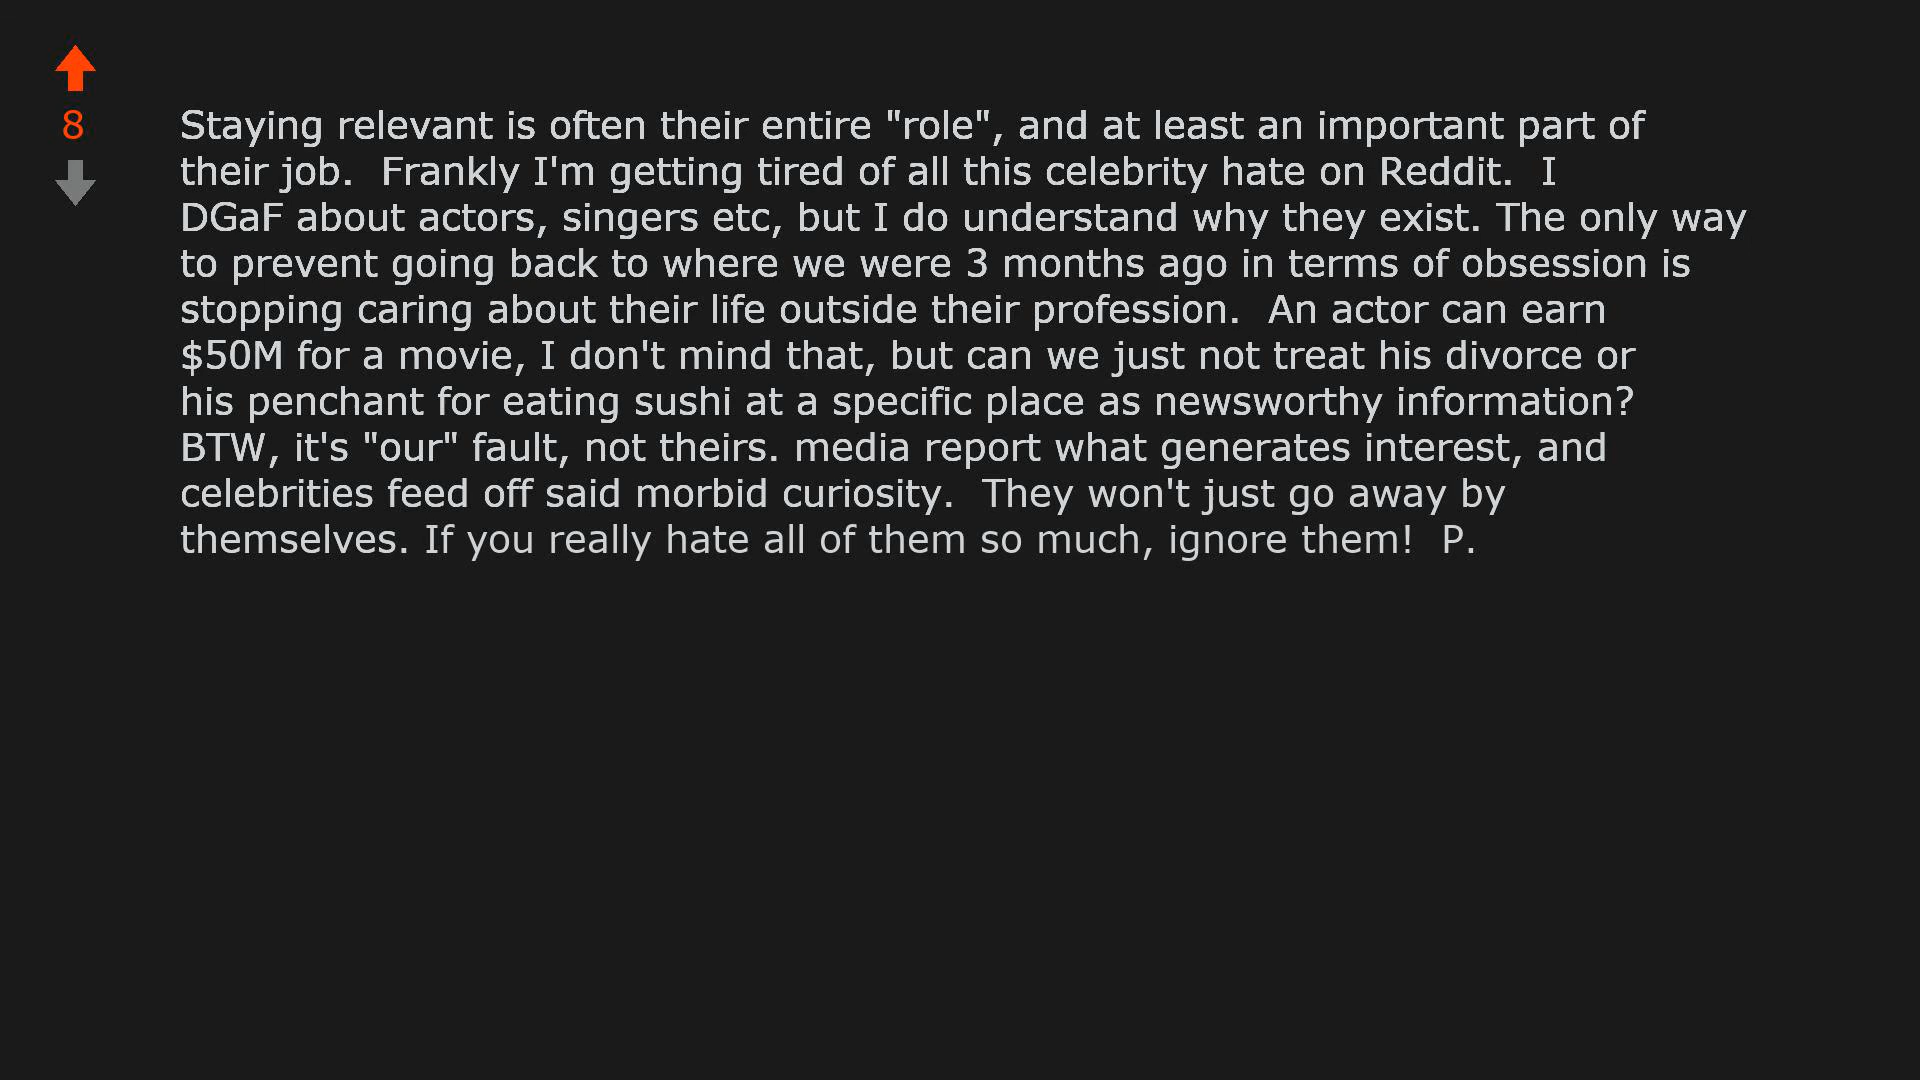 8
Staying relevant is often their entire "role", and at least an important part of
their job.  Frankly I'm getting tired of all this celebrity hate on Reddit.  I
DGaF about actors, singers etc, but I do understand why they exist. The only way
to prevent going back to where we were 3 months ago in terms of obsession is
stopping caring about their life outside their profession.  An actor can earn
$50M for a movie, I don't mind that, but can we just not treat his divorce or
his penchant for eating sushi at a specific place as newsworthy information?
BTW, it's "our" fault, not theirs. media report what generates interest, and
celebrities feed off said morbid curiosity.  They won't just go away by
themselves. If you really hate all of them so much, ignore them!  P.